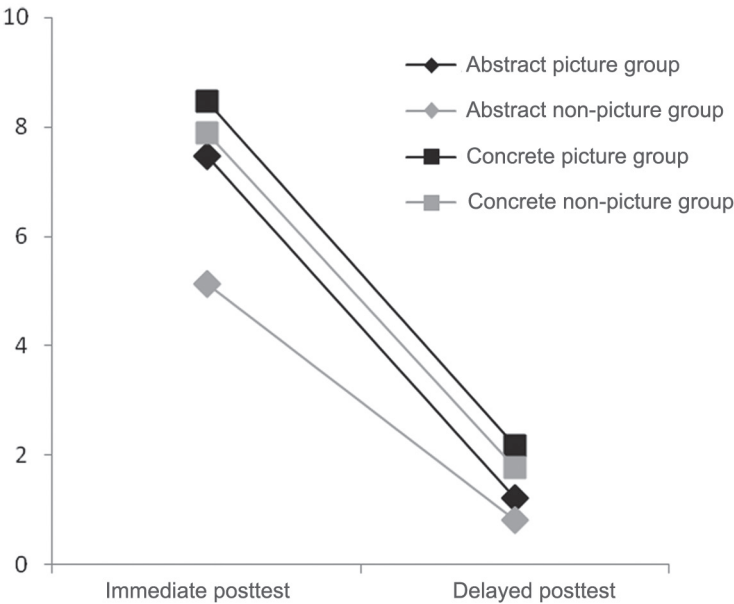 10
8
6
4
2
0
Abstract picture group
Abstract non-picture group
Concrete picture group
Concrete non-picture group
Immediate posttest
Delayed posttest